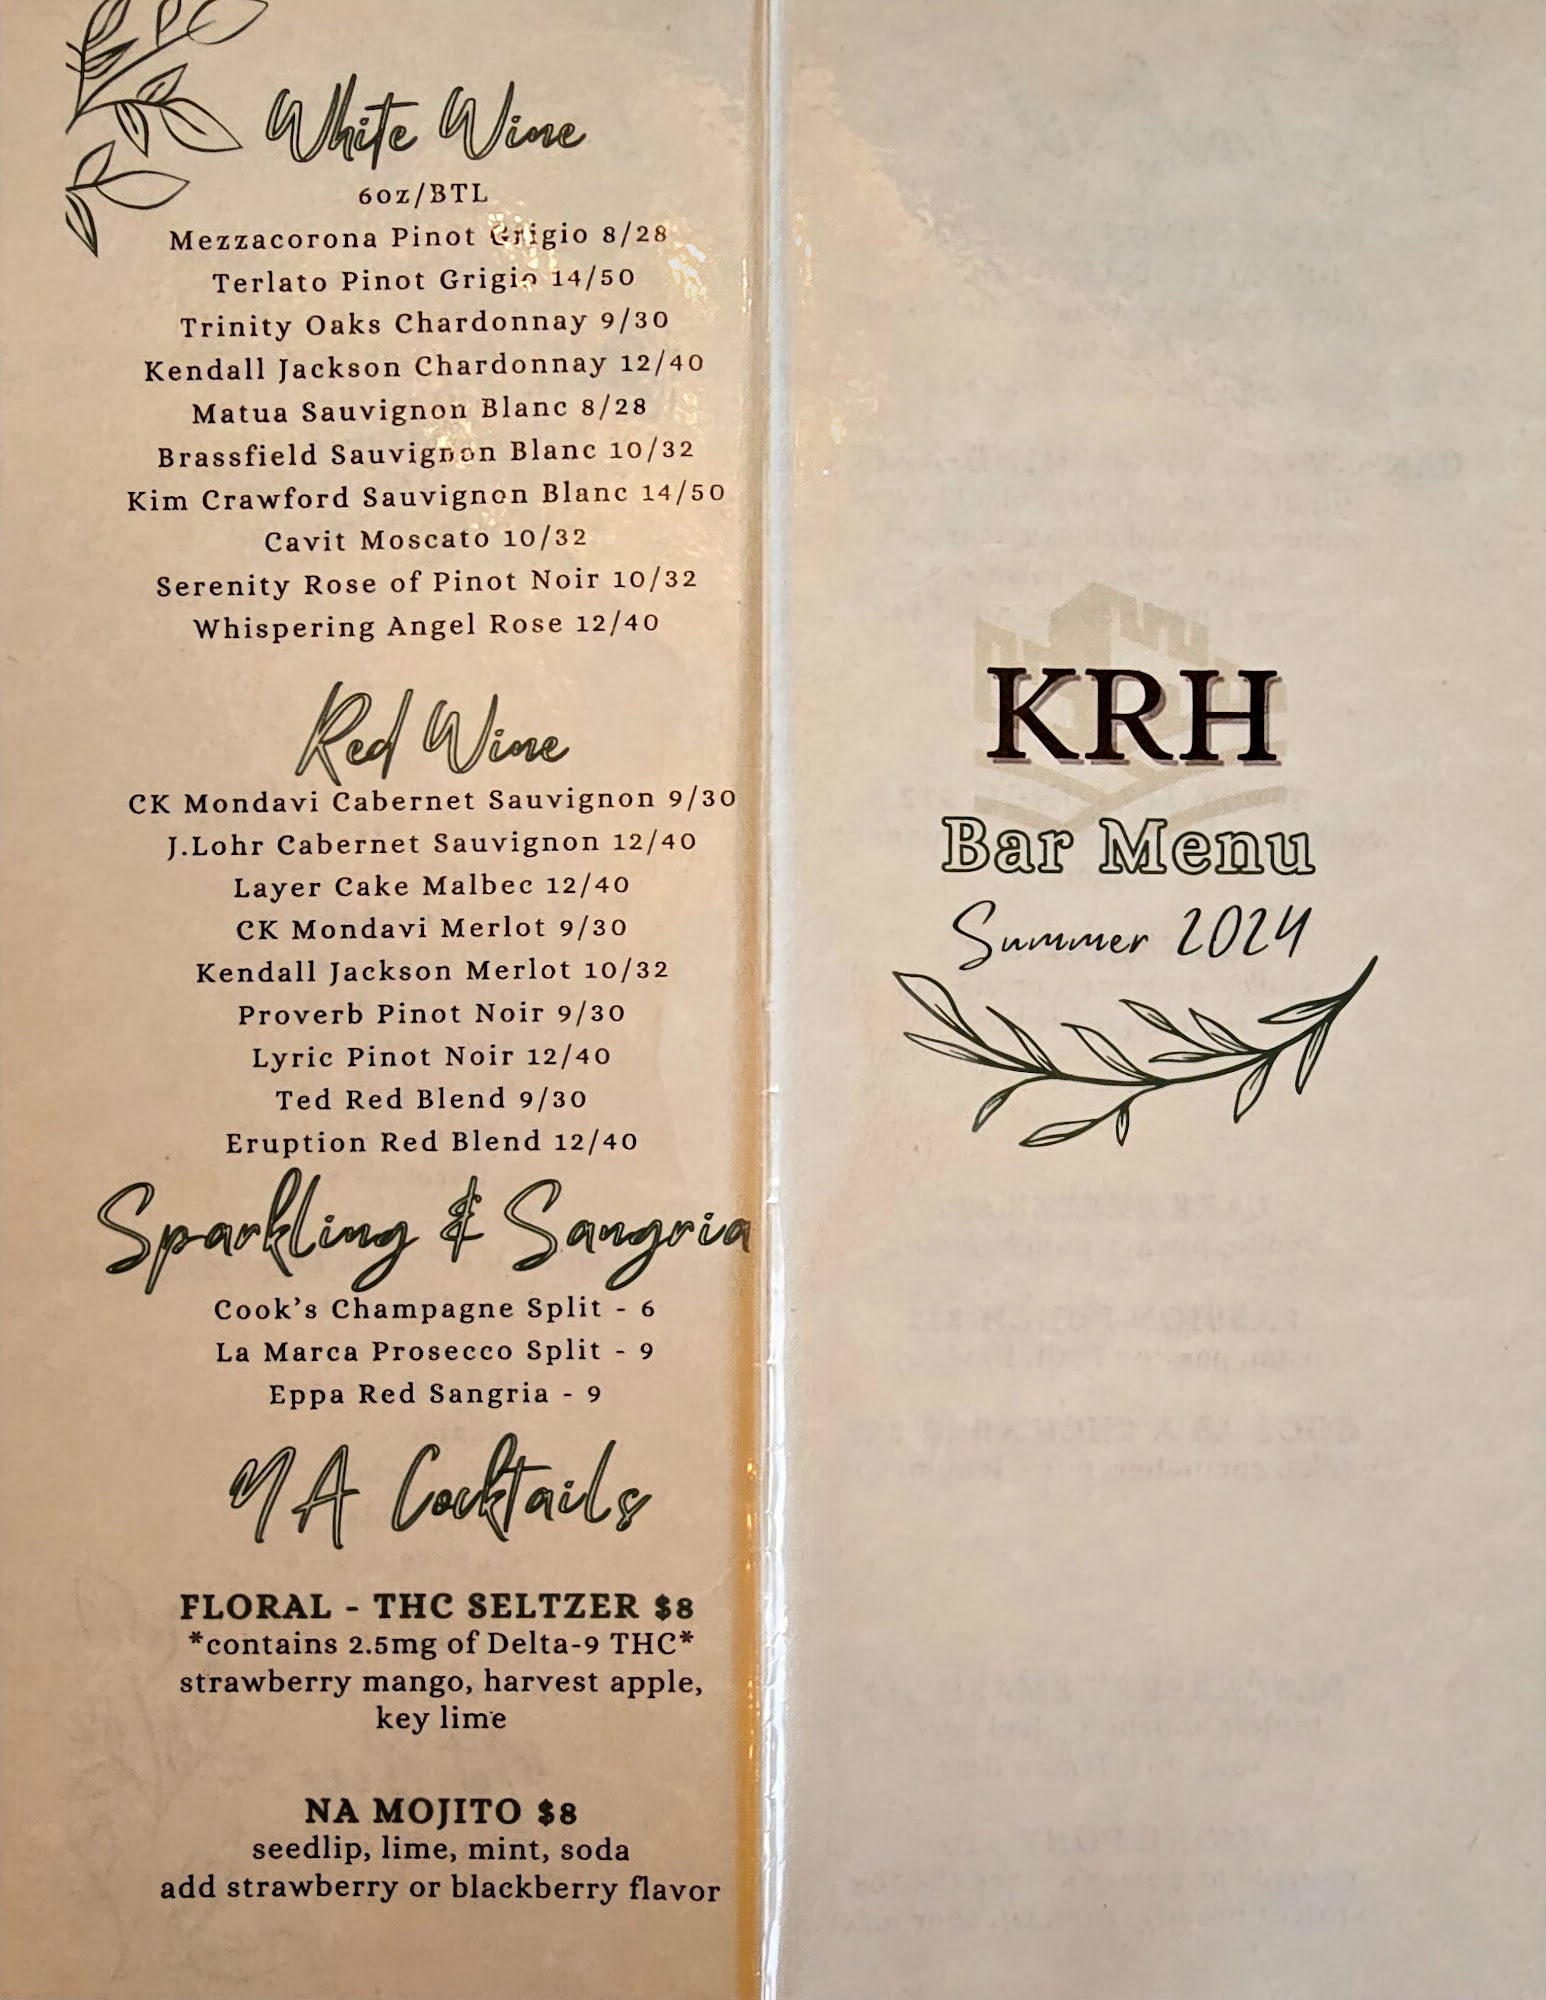 White Wine
6oz/BTL
Mezzacorona Pinot Grigio 8/28
Terlato Pinot Grigio 14/50
Trinity Oaks Chardonnay 9/30
Kendall Jackson Chardonnay 12/40
Matua Sauvignon Blanc 8/28
Brassfield Sauvignon Blanc 10/32
Kim Crawford Sauvignon Blanc 14/50
Cavit Moscato 10/32
Serenity Rose of Pinot Noir 10/32
Whispering Angel Rose 12/40
Red Wine
CK Mondavi Cabernet Sauvignon 9/30
J.Lohr Cabernet Sauvignon 12/40
Layer Cake Malbec 12/40
CK Mondavi Merlot 9/30
Kendall Jackson Merlot 10/32
Proverb Pinot Noir 9/30
Lyric Pinot Noir 12/40
Ted Red Blend 9/30
Eruption Red Blend 12/40
Sparkling & Sangria
Cook's Champagne Split - 6
La Marca Prosecco Split - 9
Eppa Red Sangria - 9
NA Cocktails
FLORAL - THC SELTZER $8
*contains 2.5mg of Delta-9 THC*
strawberry mango, harvest apple,
key lime
NA MOJITO $8
seedlip, lime, mint, soda
add strawberry or blackberry flavor
KRH
Bar Menu
Summer 2024